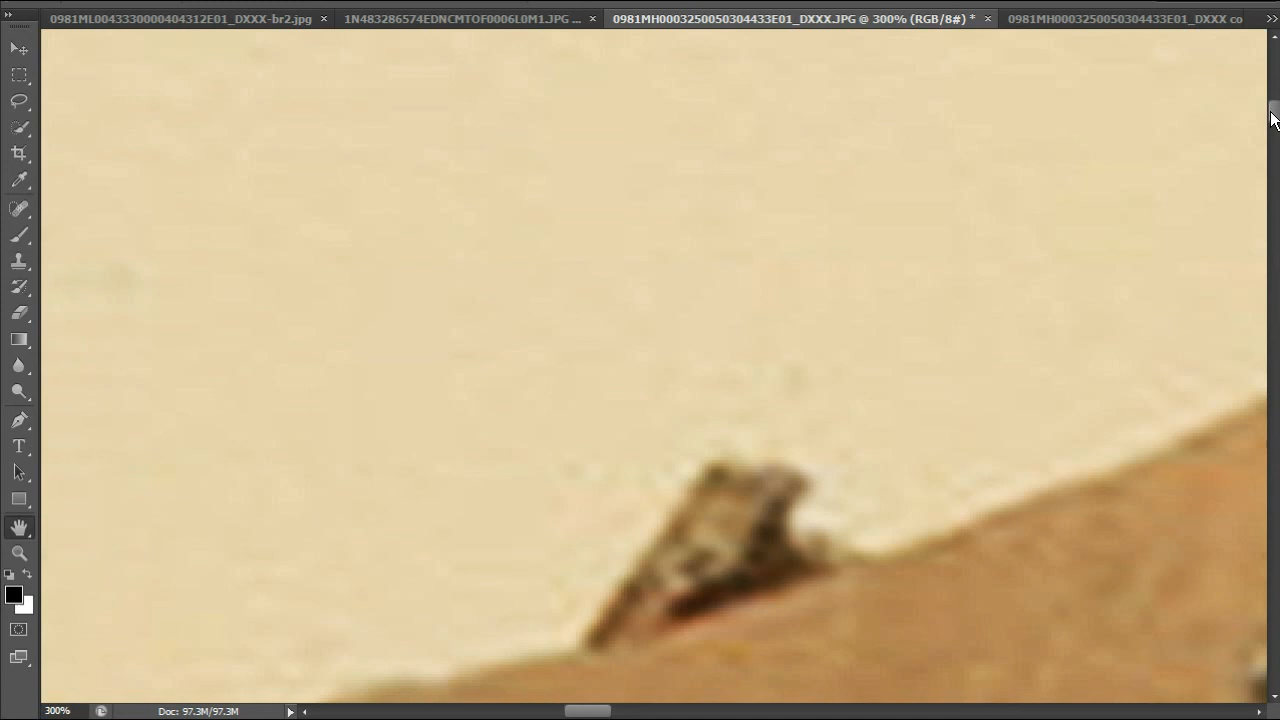 0981ML0043330000404312E01_DXXX-br2.jpg × 1N483286574EDNCMTOF0006L0M1.JPG ... × 0981MH0003250050304433E01_DXXX.JPG @ 300% (RGB/8#) * × 0981MH0003250050304433E01_DXXX co
T
300% Doc: 97.3M/97.3M